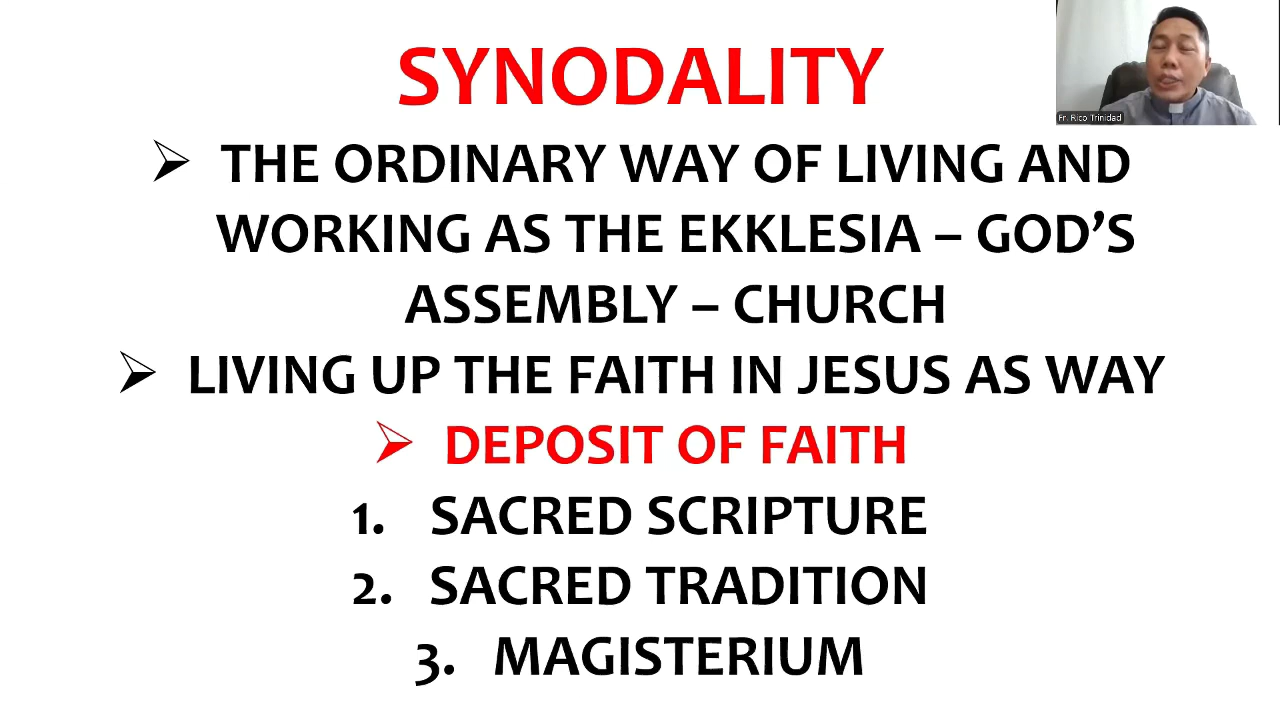 SYNODALITY
Fr. Rico Trinidad
➢ THE ORDINARY WAY OF LIVING AND
WORKING AS THE EKKLESIA – GOD’S
ASSEMBLY – CHURCH
➢ LIVING UP THE FAITH IN JESUS AS WAY
➢ DEPOSIT OF FAITH
1. SACRED SCRIPTURE
2. SACRED TRADITION
3. MAGISTERIUM